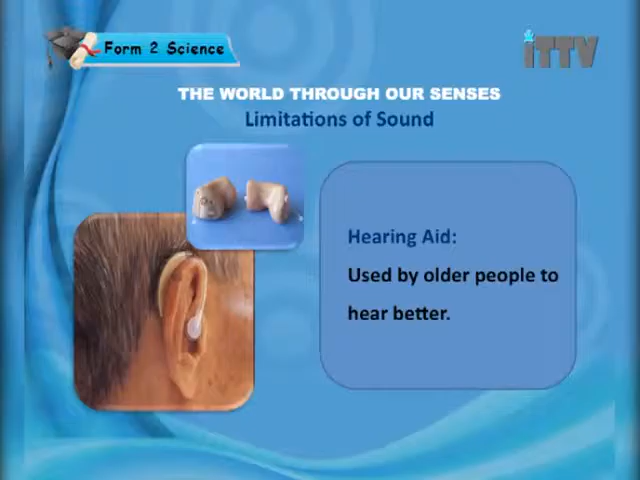 Form 2 Science
iTTV
THE WORLD THROUGH OUR SENSES
Limitations of Sound
Hearing Aid:
Used by older people to
hear better.